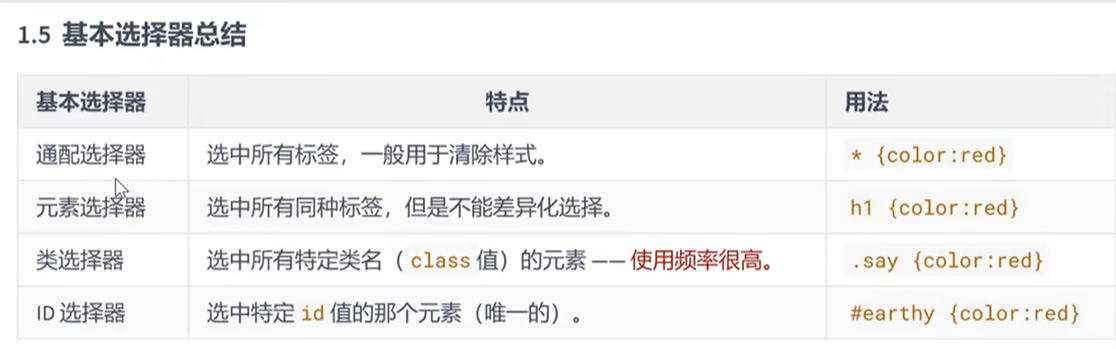 1.5 基本选择器总结
基本选择器 特点 用法
通配选择器 选中所有标签，一般用于清除样式。 * {color:red}
元素选择器 选中所有同种标签，但是不能差异化选择。 h1 {color:red}
类选择器 选中所有特定类名（ class 值）的元素 —— 使用频率很高。 .say {color:red}
ID 选择器 选中特定 id 值的那个元素（唯一的）。 #earthy {color:red}